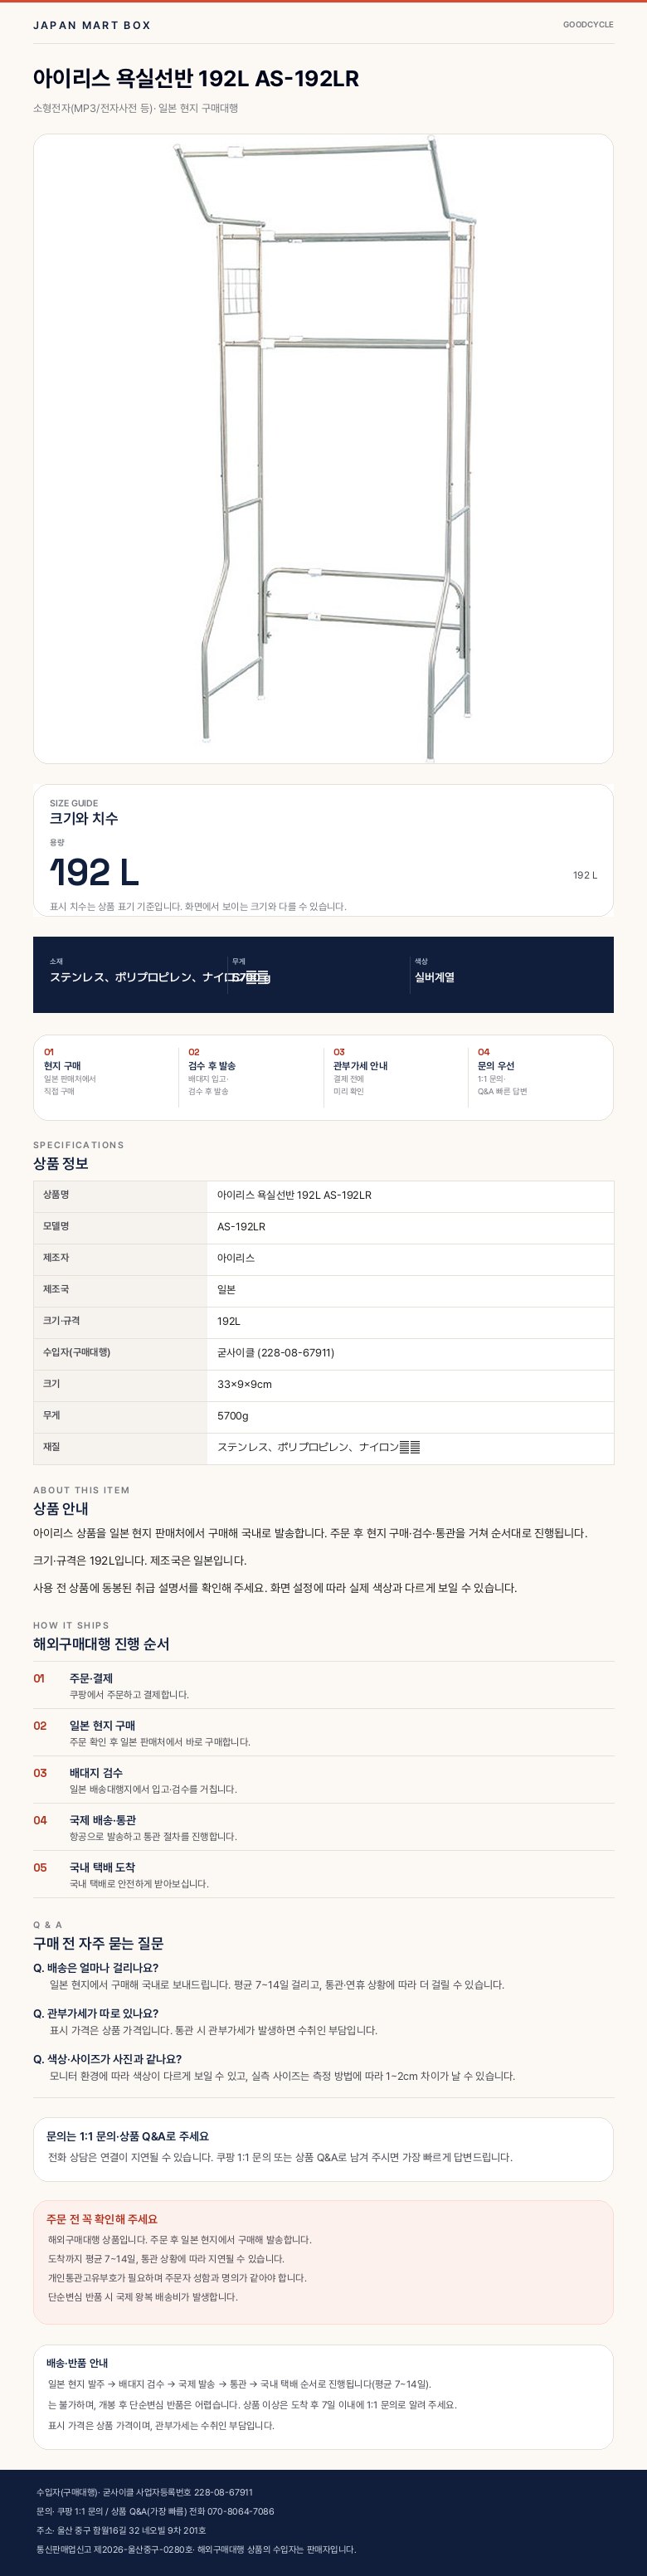 JAPAN MART BOX
GOODCYCLE
아이리스 욕실선반 192L AS-192LR
소형전자(MP3/전자사전 등)· 일본 현지 구매대행
SIZE GUIDE
크기와 치수
용량
192 L
192 L
표시 치수는 상품 표기 기준입니다. 화면에서 보이는 크기와 다를 수 있습니다.
소재
무게
색상
ステンレス、ポリプロピレン、ナイロン
5700 g
실버계열
01
현지 구매
일본 판매처에서
직접 구매
02
검수 후 발송
배대지 입고·
검수 후 발송
03
관부가세 안내
결제 전에
미리 확인
04
문의 우선
1:1 문의·
Q&A 빠른 답변
SPECIFICATIONS
상품 정보
상품명 아이리스 욕실선반 192L AS-192LR
모델명 AS-192LR
제조자 아이리스
제조국 일본
크기·규격 192L
수입자(구매대행) 굳사이클 (228-08-67911)
크기 33×9×9cm
무게 5700g
재질 ステンレス、ポリプロピレン、ナイロン
ABOUT THIS ITEM
상품 안내
아이리스 상품을 일본 현지 판매처에서 구매해 국내로 발송합니다. 주문 후 현지 구매·검수·통관을 거쳐 순서대로 진행됩니다.
크기·규격은 192L입니다. 제조국은 일본입니다.
사용 전 상품에 동봉된 취급 설명서를 확인해 주세요. 화면 설정에 따라 실제 색상과 다르게 보일 수 있습니다.
HOW IT SHIPS
해외구매대행 진행 순서
01 주문·결제
쿠팡에서 주문하고 결제합니다.
02 일본 현지 구매
주문 확인 후 일본 판매처에서 바로 구매합니다.
03 배대지 검수
일본 배송대행지에서 입고·검수를 거칩니다.
04 국제 배송·통관
항공으로 발송하고 통관 절차를 진행합니다.
05 국내 택배 도착
국내 택배로 안전하게 받아보십니다.
Q & A
구매 전 자주 묻는 질문
Q. 배송은 얼마나 걸리나요?
일본 현지에서 구매해 국내로 보내드립니다. 평균 7~14일 걸리고, 통관·연휴 상황에 따라 더 걸릴 수 있습니다.
Q. 관부가세가 따로 있나요?
표시 가격은 상품 가격입니다. 통관 시 관부가세가 발생하면 수취인 부담입니다.
Q. 색상·사이즈가 사진과 같나요?
모니터 환경에 따라 색상이 다르게 보일 수 있고, 실측 사이즈는 측정 방법에 따라 1~2cm 차이가 날 수 있습니다.
문의는 1:1 문의·상품 Q&A로 주세요
전화 상담은 연결이 지연될 수 있습니다. 쿠팡 1:1 문의 또는 상품 Q&A로 남겨 주시면 가장 빠르게 답변드립니다.
주문 전 꼭 확인해 주세요
해외구매대행 상품입니다. 주문 후 일본 현지에서 구매해 발송합니다.
도착까지 평균 7~14일, 통관 상황에 따라 지연될 수 있습니다.
개인통관고유부호가 필요하며 주문자 성함과 명의가 같아야 합니다.
단순변심 반품 시 국제 왕복 배송비가 발생합니다.
배송·반품 안내
일본 현지 발주 → 배대지 검수 → 국제 발송 → 통관 → 국내 택배 순서로 진행됩니다(평균 7~14일).
는 불가하며, 개봉 후 단순변심 반품은 어렵습니다. 상품 이상은 도착 후 7일 이내에 1:1 문의로 알려 주세요.
표시 가격은 상품 가격이며, 관부가세는 수취인 부담입니다.
수입자(구매대행)· 굳사이클 사업자등록번호 228-08-67911
문의· 쿠팡 1:1 문의 / 상품 Q&A(가장 빠름) 전화 070-8064-7086
주소· 울산 중구 함월16길 32 네오빌 9차 201호
통신판매업신고 제2026-울산중구-0280호· 해외구매대행 상품의 수입자는 판매자입니다.